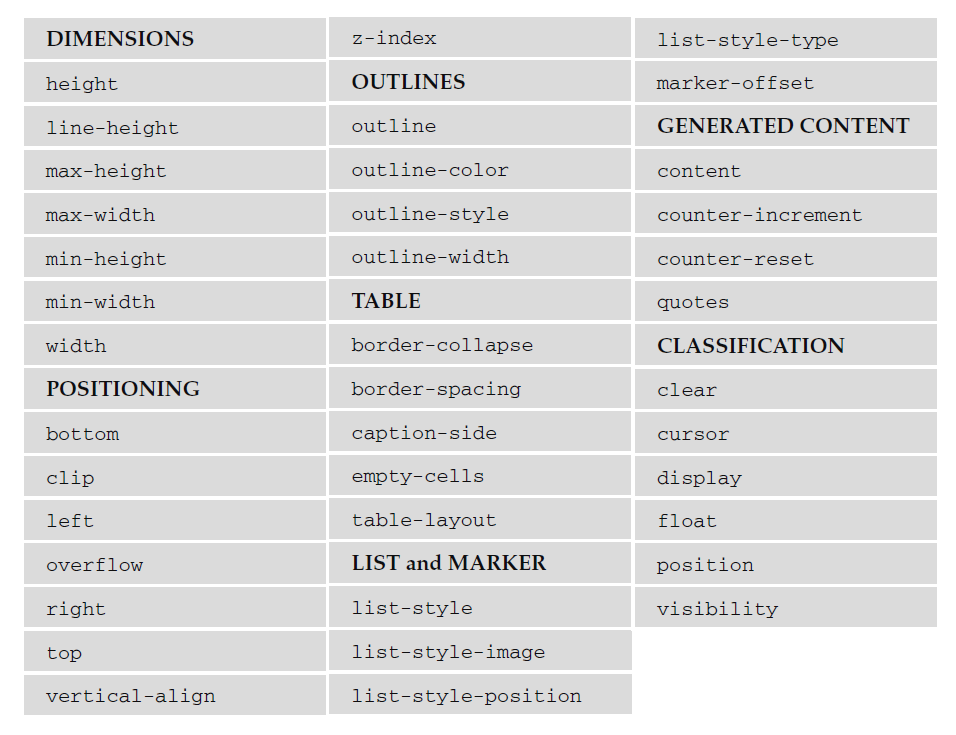 DIMENSIONS
height
line-height
max-height
max-width
min-height
min-width
width
POSITIONING
bottom
clip
left
overflow
right
top
vertical-align
z-index
OUTLINES
outline
outline-color
outline-style
outline-width
TABLE
border-collapse
border-spacing
caption-side
empty-cells
table-layout
LIST and MARKER
list-style
list-style-image
list-style-position
list-style-type
marker-offset
GENERATED CONTENT
content
counter-increment
counter-reset
quotes
CLASSIFICATION
clear
cursor
display
float
position
visibility